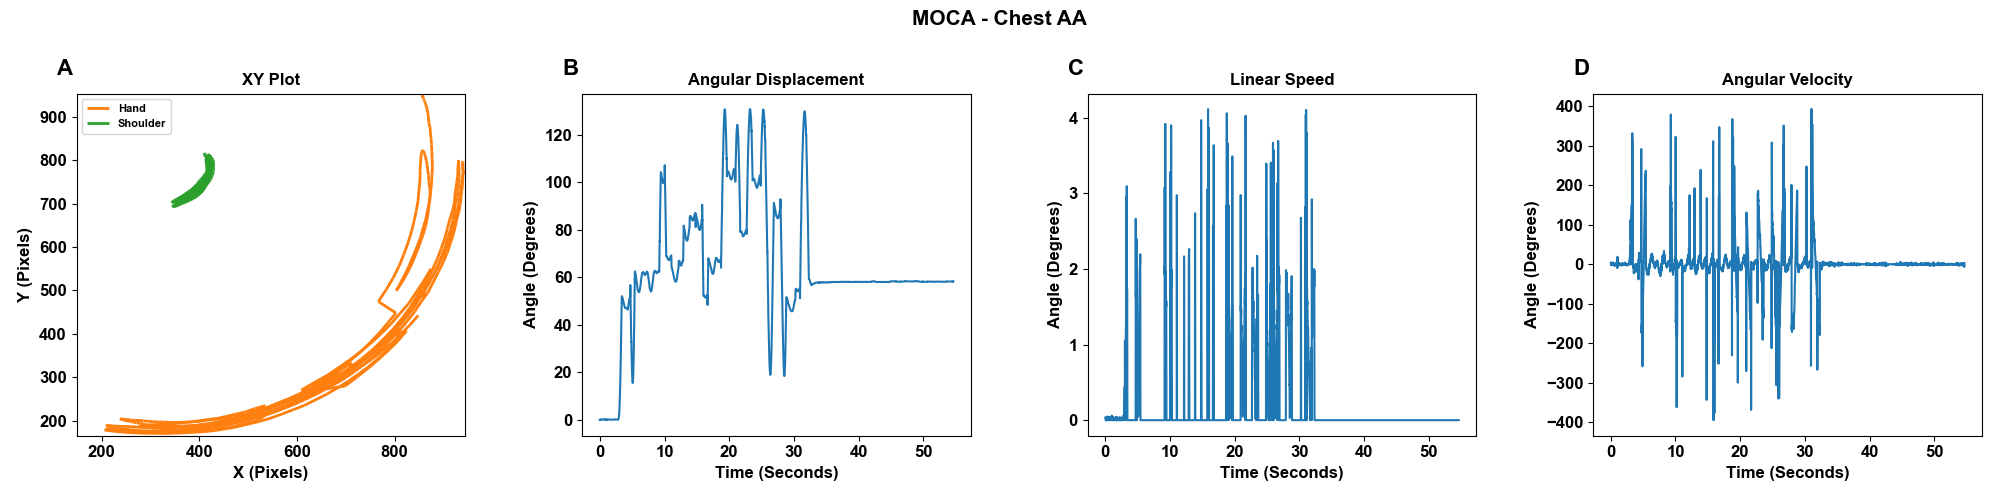 MOCA - Chest AA
A
XY Plot
Hand
Shoulder
900
800
700
600
500
400
300
200
Y (Pixels)
200
400
600
800
X (Pixels)
B
Angular Displacement
120
100
80
60
40
20
0
Angle (Degrees)
0
10
20
30
40
50
Time (Seconds)
C
Linear Speed
4
3
2
1
0
Angle (Degrees)
0
10
20
30
40
50
Time (Seconds)
D
Angular Velocity
400
300
200
100
0
−100
−200
−300
−400
Angle (Degrees)
0
10
20
30
40
50
Time (Seconds)